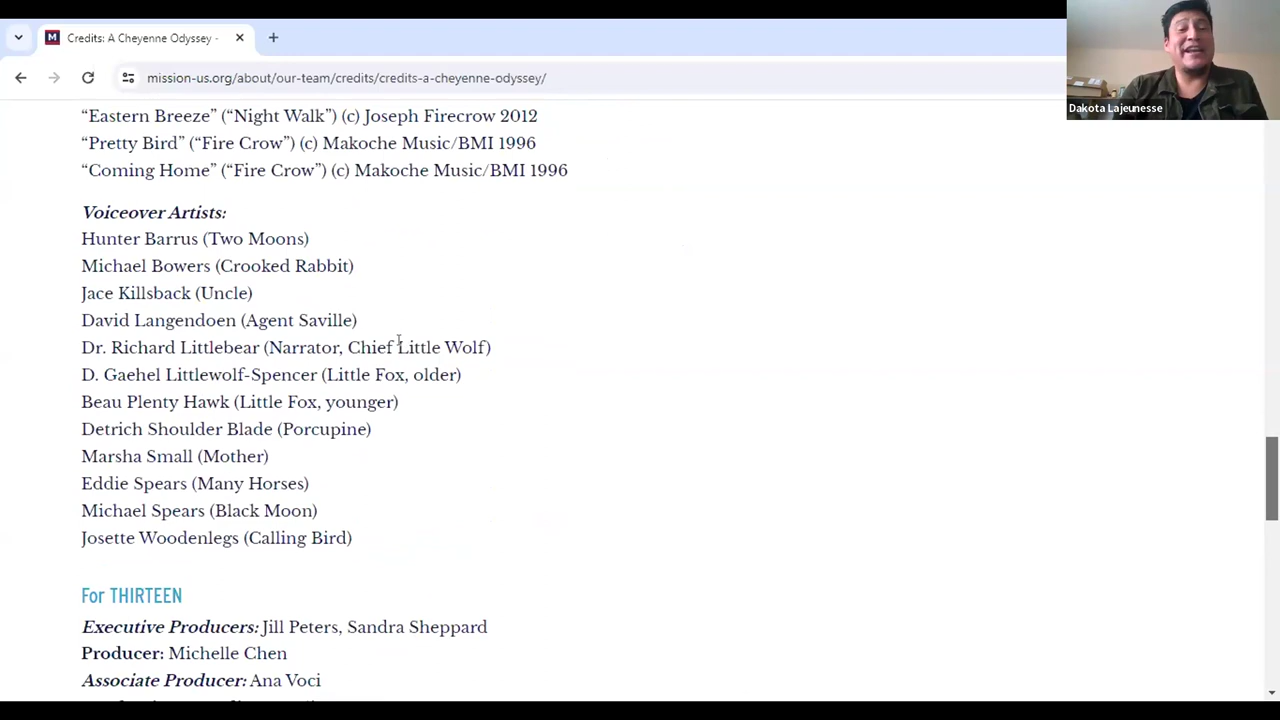 Credits: A Cheyenne Odyssey -
mission-us.org/about/our-team/credits/credits-a-cheyenne-odyssey/
Dakota Lajeunesse
“Eastern Breeze” (“Night Walk”) (c) Joseph Firecrow 2012
“Pretty Bird” (“Fire Crow”) (c) Makoche Music/BMI 1996
“Coming Home” (“Fire Crow”) (c) Makoche Music/BMI 1996
Voiceover Artists:
Hunter Barrus (Two Moons)
Michael Bowers (Crooked Rabbit)
Jace Killsback (Uncle)
David Langendoen (Agent Saville)
Dr. Richard Littlebear (Narrator, Chief Little Wolf)
D. Gaehel Littlewolf-Spencer (Little Fox, older)
Beau Plenty Hawk (Little Fox, younger)
Detrich Shoulder Blade (Porcupine)
Marsha Small (Mother)
Eddie Spears (Many Horses)
Michael Spears (Black Moon)
Josette Woodenlegs (Calling Bird)
For THIRTEEN
Executive Producers: Jill Peters, Sandra Sheppard
Producer: Michelle Chen
Associate Producer: Ana Voci